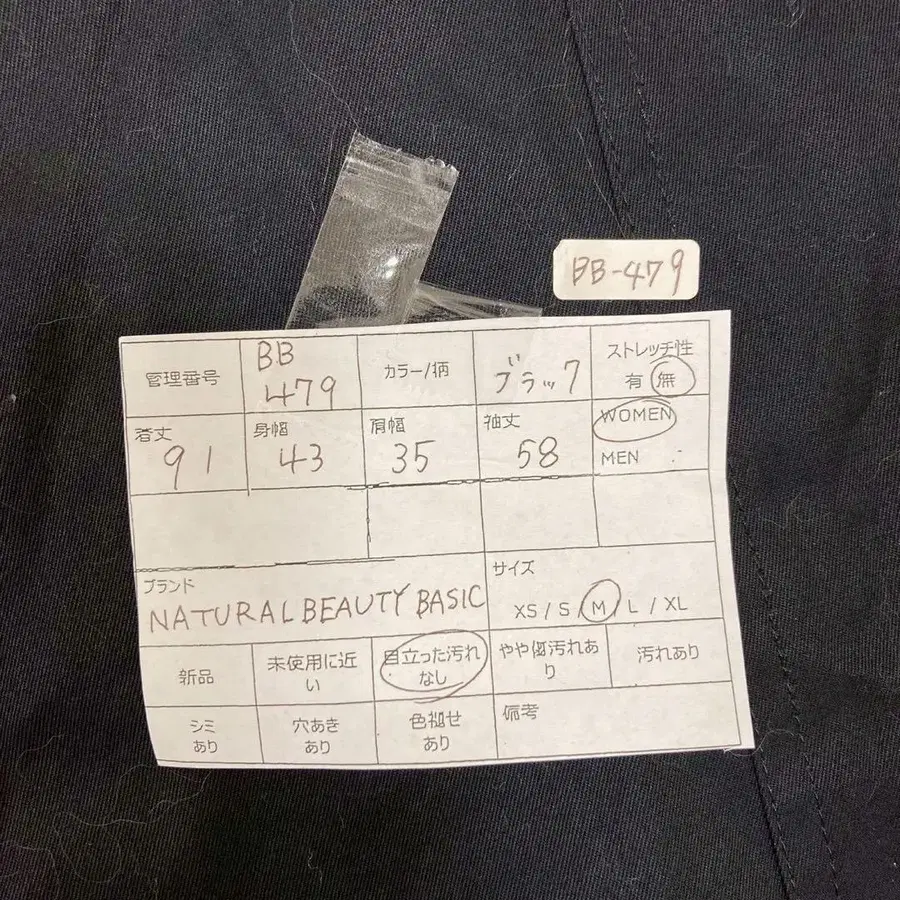 BB-479
管理番号
BB
479
カラー/柄
ブラック
ストレッチ性
有 無
着丈
91
身幅
43
肩幅
35
袖丈
58
WOMEN
MEN
ブランド
NATURAL BEAUTY BASIC
サイズ
XS / S / M / L / XL
新品
未使用に近
い
目立った汚れ
なし
やや傷汚れあ
り
汚れあり
シミ
あり
穴あき
あり
色褪せ
あり
備考